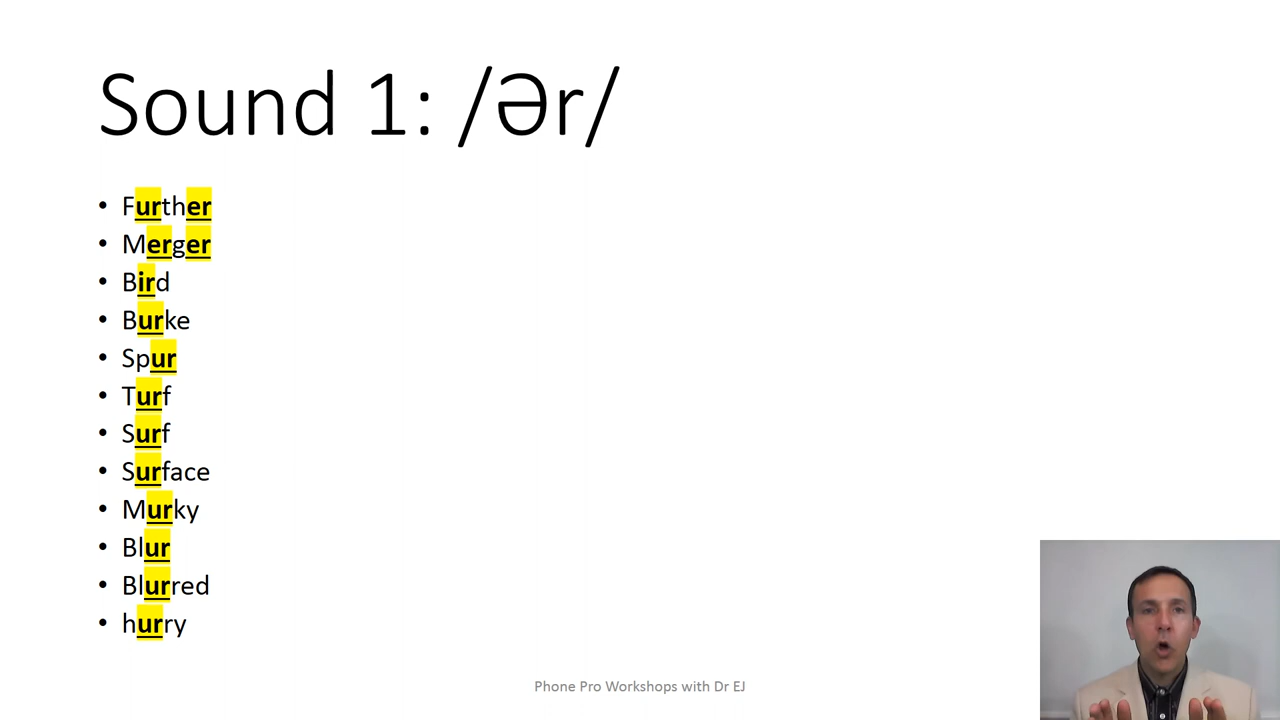 Sound 1: /Ər/
• Further
• Merger
• Bird
• Burke
• Spur
• Turf
• Surf
• Surface
• Murky
• Blur
• Blurred
• hurry
Phone Pro Workshops with Dr EJ